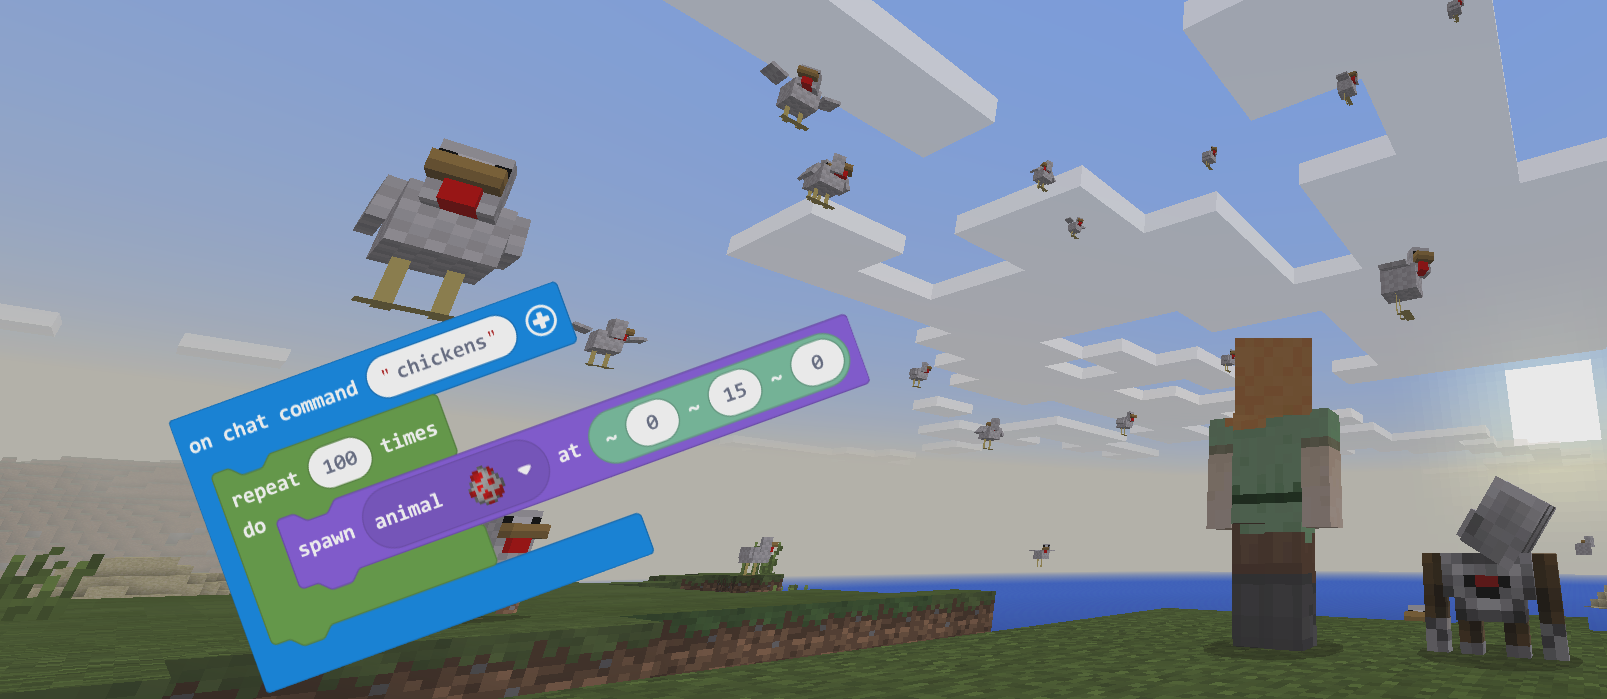 on chat command "chickens"
repeat 100 times
do
spawn animal at ~ 0 ~ 15 ~ 0